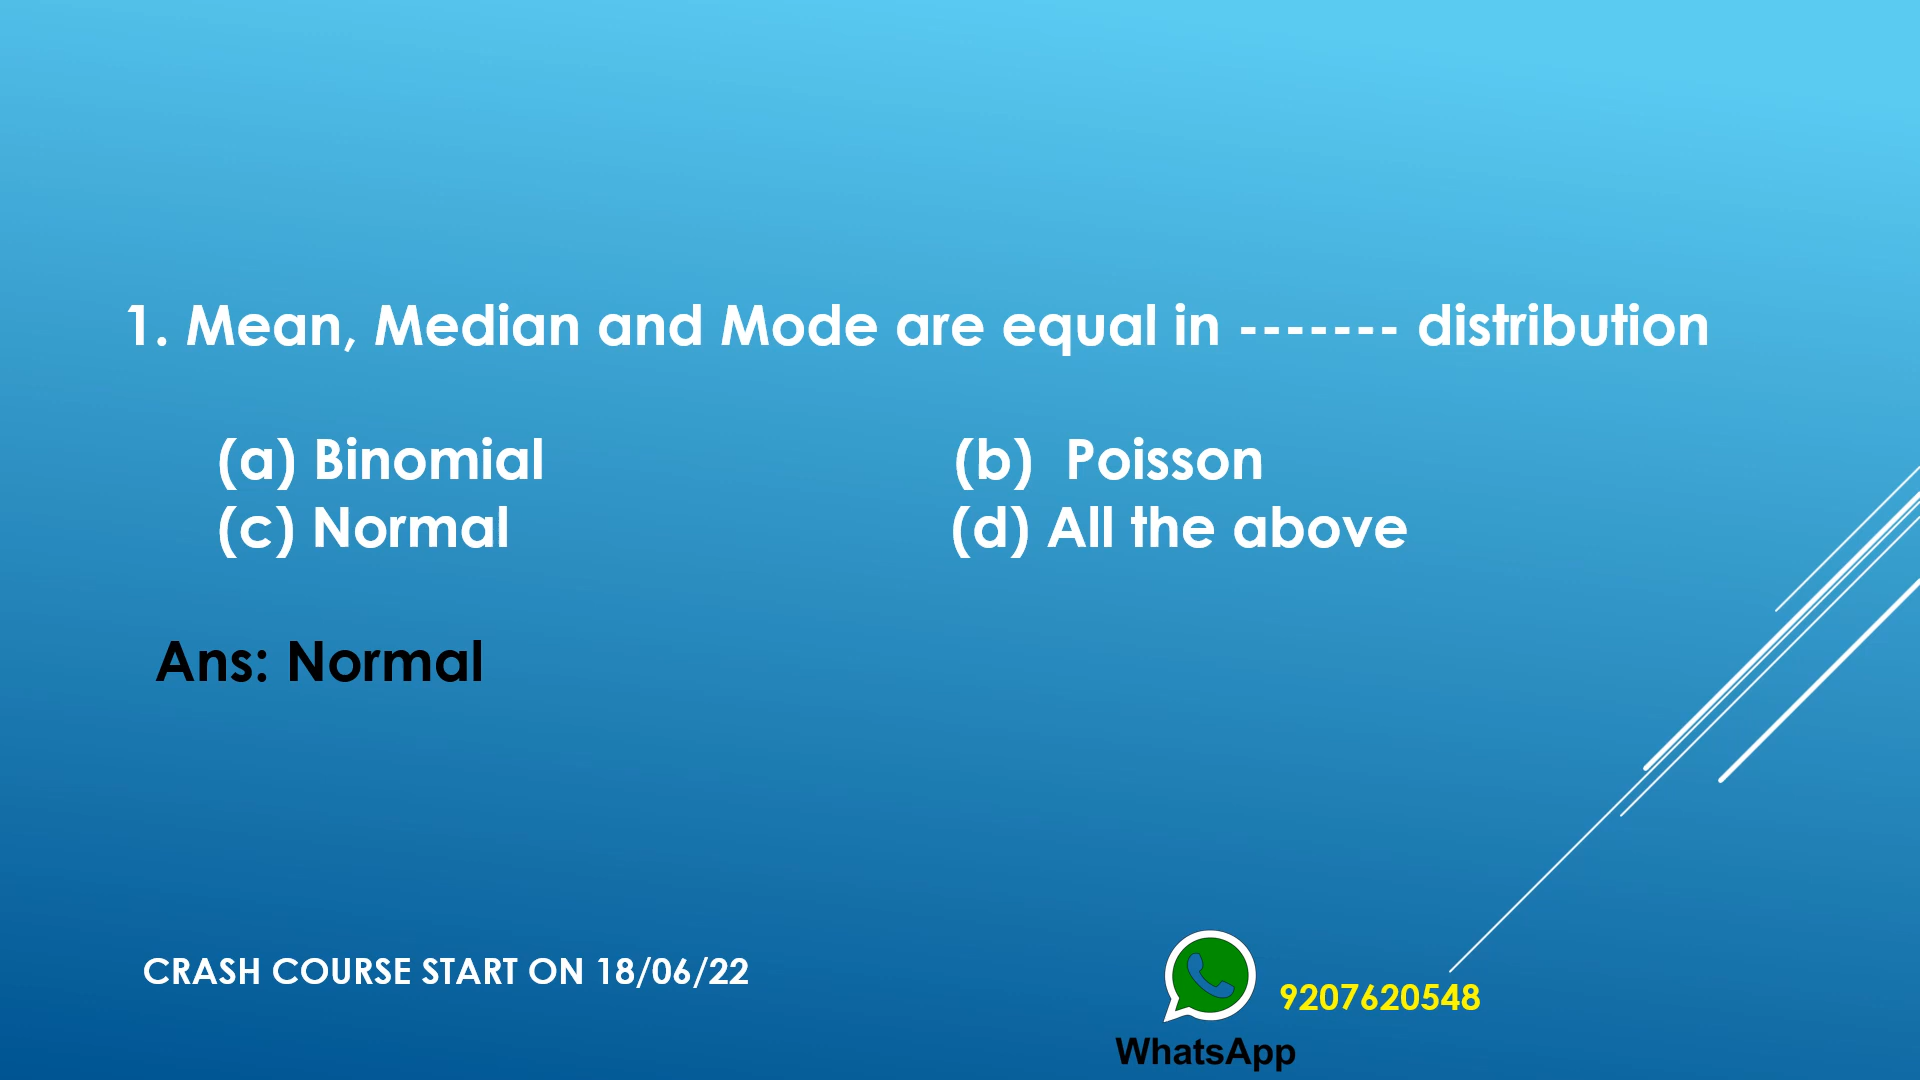 1. Mean, Median and Mode are equal in ------- distribution
(a) Binomial (b) Poisson
(c) Normal (d) All the above
Ans: Normal
CRASH COURSE START ON 18/06/22
9207620548
WhatsApp